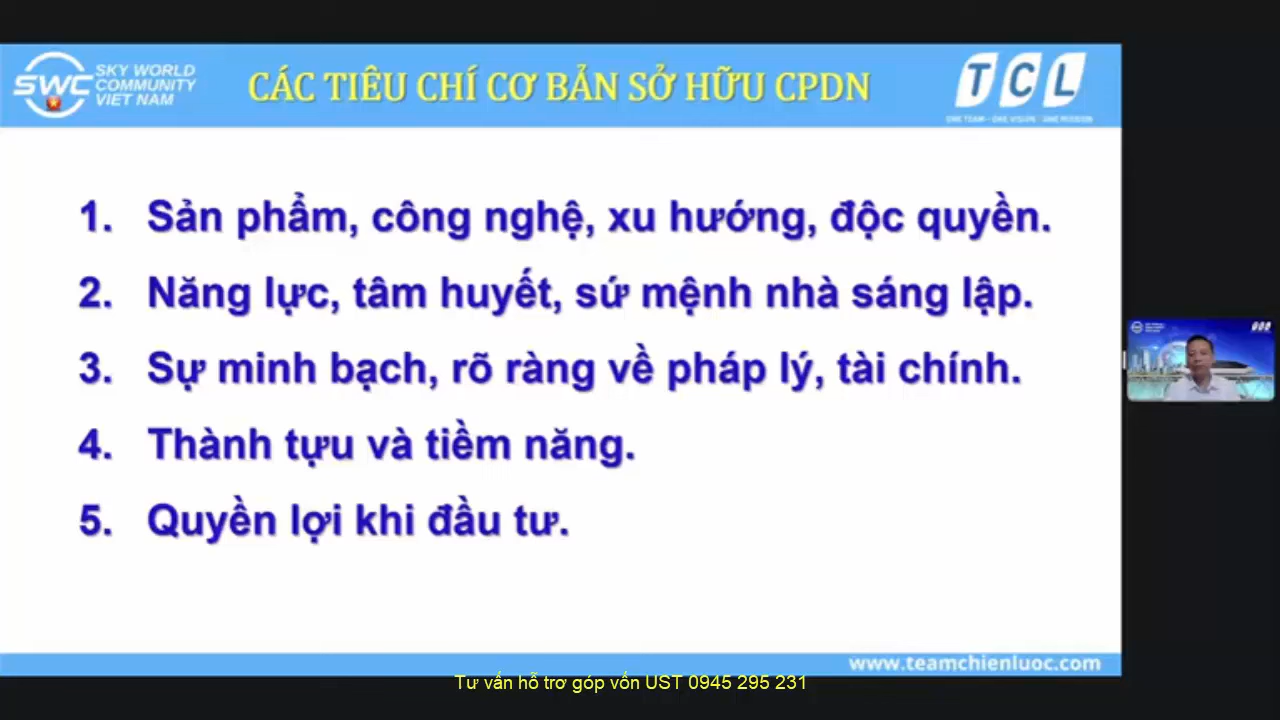 SWC
SKY WORLD
COMMUNITY
VIET NAM
CÁC TIÊU CHÍ CƠ BẢN SỞ HỮU CPDN
TCL
ONE TEAM - ONE VISION - ONE MISSION
1. Sản phẩm, công nghệ, xu hướng, độc quyền.
2. Năng lực, tâm huyết, sứ mệnh nhà sáng lập.
3. Sự minh bạch, rõ ràng về pháp lý, tài chính.
4. Thành tựu và tiềm năng.
5. Quyền lợi khi đầu tư.
www.teamchienluoc.com
Tư vấn hỗ trơ góp vốn UST 0945 295 231